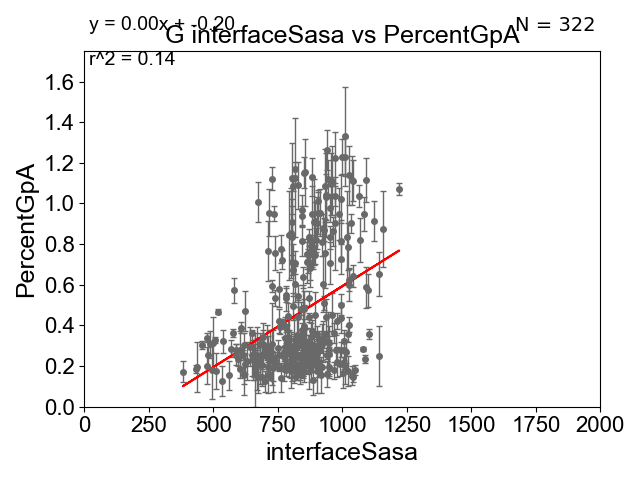 y = 0.00x + -0.20
N = 322
G interfaceSasa vs PercentGpA
r^2 = 0.14
PercentGpA
1.6
1.4
1.2
1.0
0.8
0.6
0.4
0.2
0.0
0 250 500 750 1000 1250 1500 1750 2000
interfaceSasa